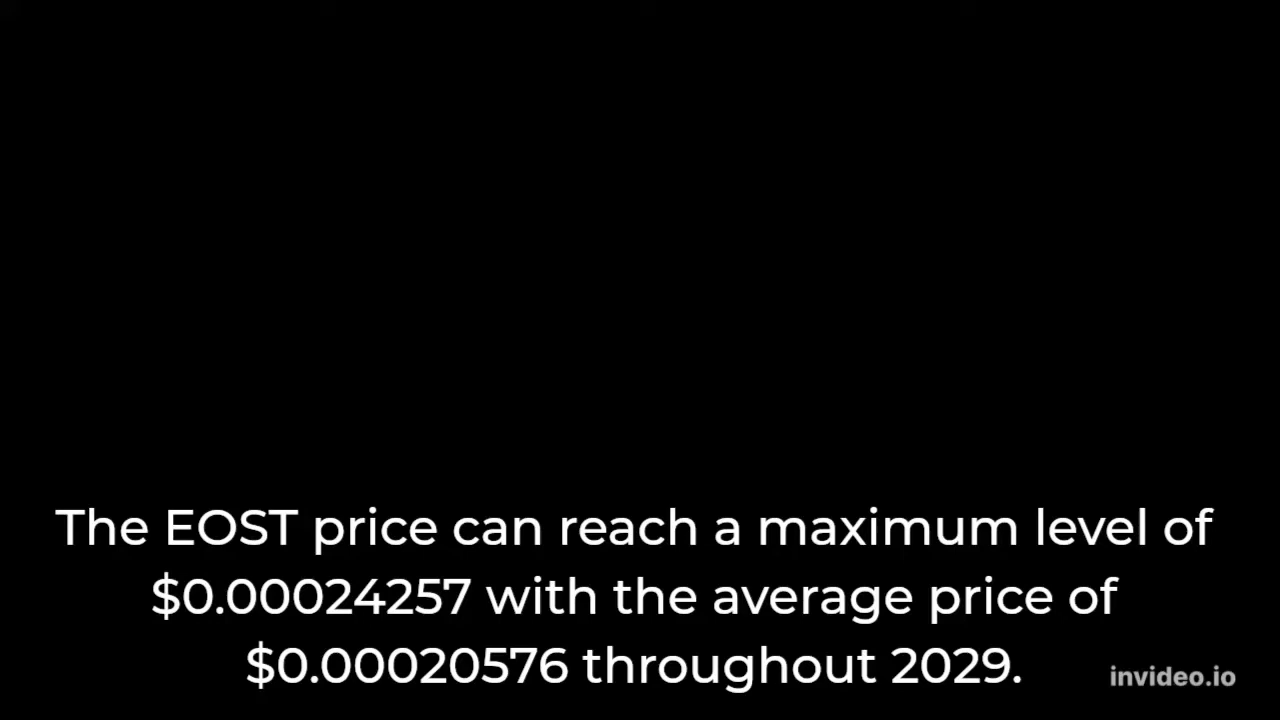 The EOST price can reach a maximum level of
$0.00024257 with the average price of
$0.00020576 throughout 2029.
invideo.io